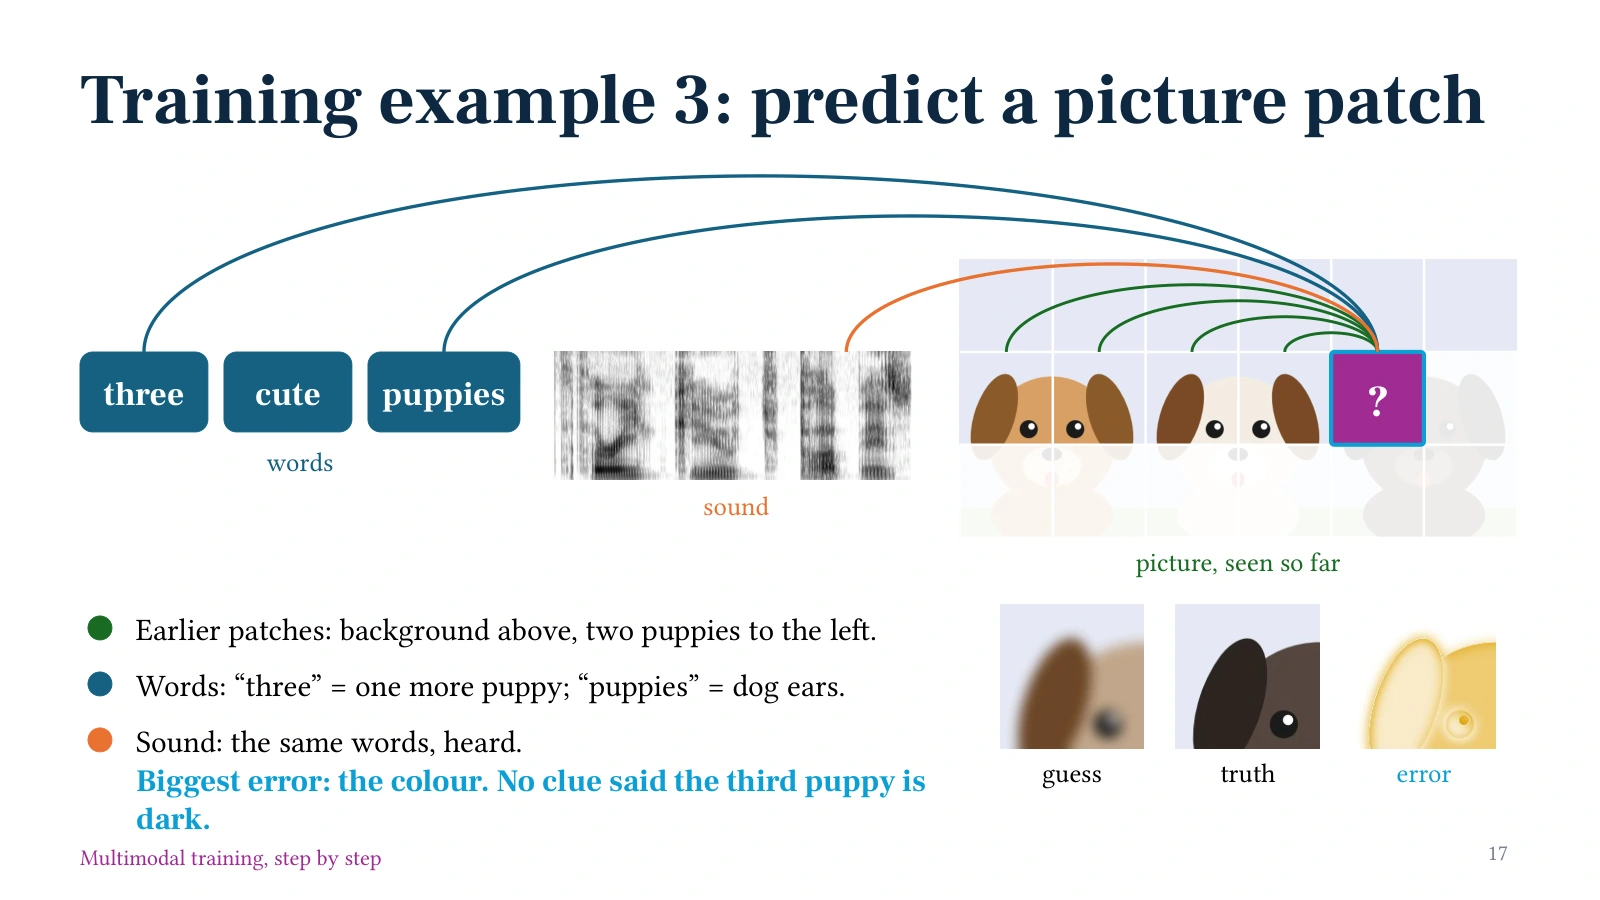 Training example 3: predict a picture patch
three
cute
puppies
?
words
sound
picture, seen so far
Earlier patches: background above, two puppies to the left.
Words: “three” = one more puppy; “puppies” = dog ears.
Sound: the same words, heard.
Biggest error: the colour. No clue said the third puppy is
dark.
guess
truth
error
Multimodal training, step by step
17